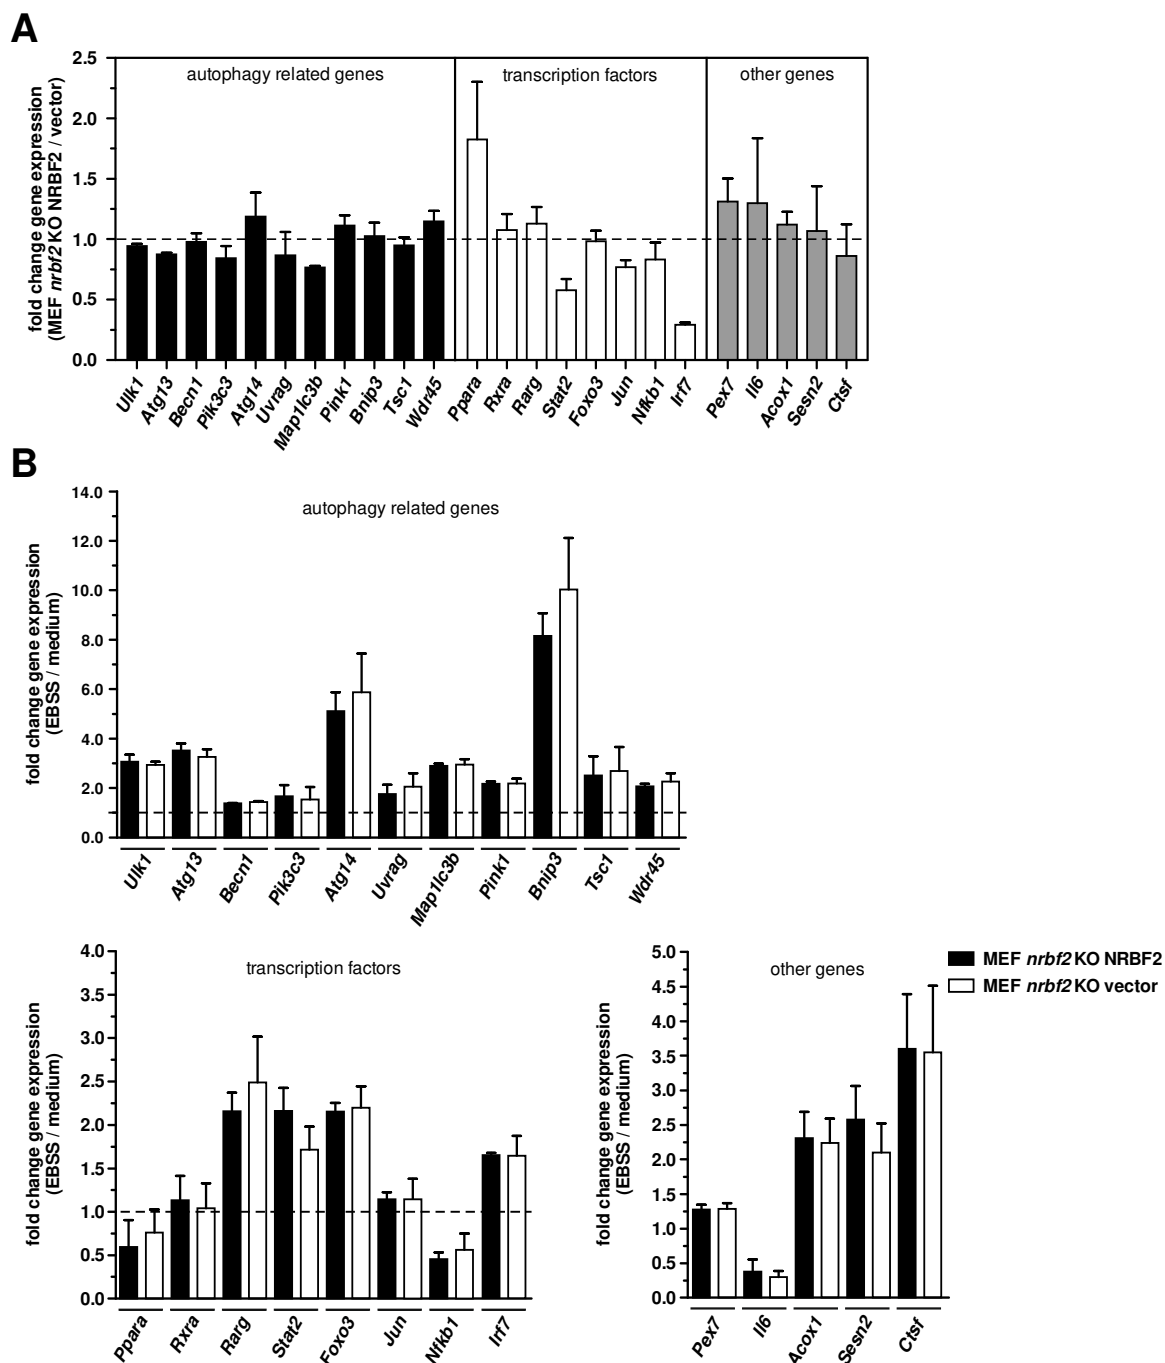 A
autophagy related genes
transcription factors
other genes
fold change gene expression
(MEF nrbf2 KO NRBF2 / vector)
2.5
2.0
1.5
1.0
0.5
0.0
Ulk1
Atg13
Becn1
Pik3c3
Atg14
Uvrag
Map1lc3b
Pink1
Bnip3
Tsc1
Wdr45
Ppara
Rxra
Rarg
Stat2
Foxo3
Jun
Nfkb1
Irf7
Pex7
Il6
Acox1
Sesn2
Ctsf
B
autophagy related genes
fold change gene expression
(EBSS / medium)
14.0
12.0
10.0
8.0
6.0
4.0
2.0
0.0
Ulk1
Atg13
Becn1
Pik3c3
Atg14
Uvrag
Map1lc3b
Pink1
Bnip3
Tsc1
Wdr45
transcription factors
fold change gene expression
(EBSS / medium)
4.0
3.5
3.0
2.5
2.0
1.5
1.0
0.5
0.0
Ppara
Rxra
Rarg
Stat2
Foxo3
Jun
Nfkb1
Irf7
other genes
fold change gene expression
(EBSS / medium)
5.0
4.5
4.0
3.5
3.0
2.5
2.0
1.5
1.0
0.5
0.0
Pex7
Il6
Acox1
Sesn2
Ctsf
MEF nrbf2 KO NRBF2
MEF nrbf2 KO vector